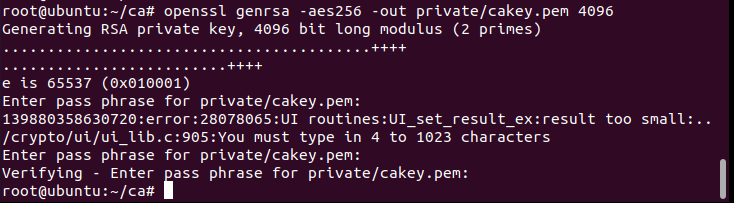 root@ubuntu:~/ca# openssl genrsa -aes256 -out private/cakey.pem 4096
Generating RSA private key, 4096 bit long modulus (2 primes)
.............................................++++
...........................++++
e is 65537 (0x010001)
Enter pass phrase for private/cakey.pem:
139880358630720:error:28078065:UI routines:UI_set_result_ex:result too small:..
/crypto/ui/ui_lib.c:905:You must type in 4 to 1023 characters
Enter pass phrase for private/cakey.pem:
Verifying - Enter pass phrase for private/cakey.pem:
root@ubuntu:~/ca#